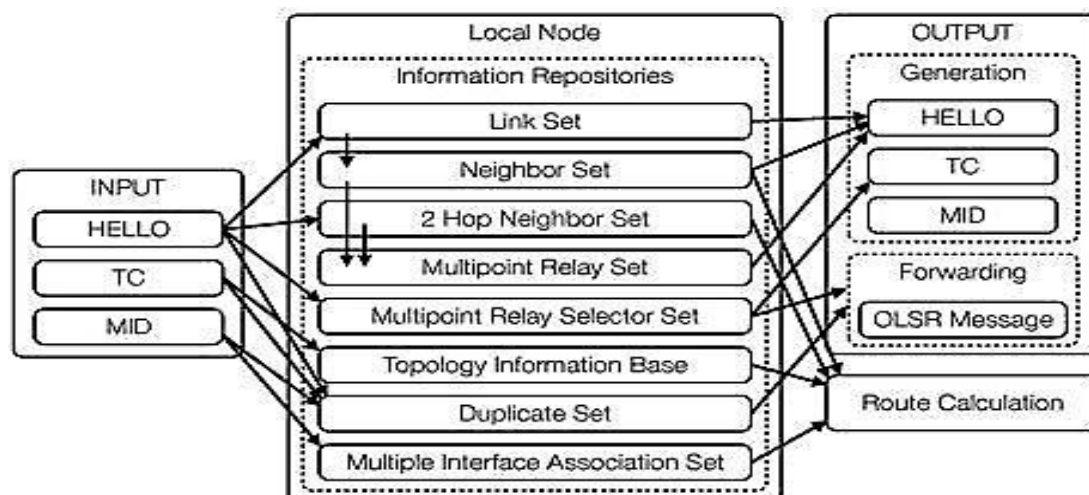 INPUT
HELLO
TC
MID
Local Node
Information Repositories
Link Set
Neighbor Set
2 Hop Neighbor Set
Multipoint Relay Set
Multipoint Relay Selector Set
Topology Information Base
Duplicate Set
Multiple Interface Association Set
OUTPUT
Generation
HELLO
TC
MID
Forwarding
OLSR Message
Route Calculation